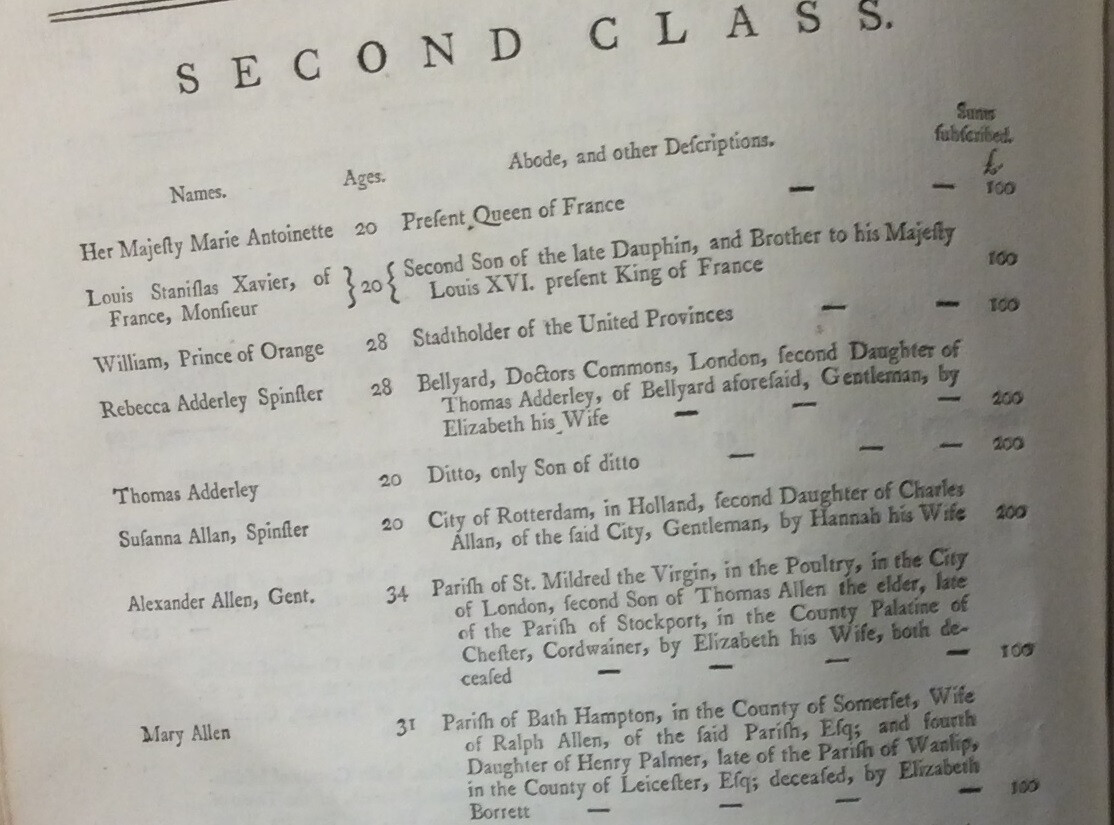 SECOND CLASS.
Sums
ſubſcribed.
Names. Ages. Abode, and other Deſcriptions. £.
Her Majeſty Marie Antoinette 20 Preſent Queen of France — — 100
Louis Staniſlas Xavier, of } 20 { Second Son of the late Dauphin, and Brother to his Majeſty
France, Monſieur Louis XVI. preſent King of France 100
William, Prince of Orange 28 Stadtholder of the United Provinces — — 100
Rebecca Adderley Spinſter 28 Bellyard, Doctors Commons, London, ſecond Daughter of
Thomas Adderley, of Bellyard aforeſaid, Gentleman, by
Elizabeth his Wife — — — 200
Thomas Adderley 20 Ditto, only Son of ditto — — — 200
Suſanna Allan, Spinſter 20 City of Rotterdam, in Holland, ſecond Daughter of Charles
Allan, of the ſaid City, Gentleman, by Hannah his Wife 200
Alexander Allen, Gent. 34 Pariſh of St. Mildred the Virgin, in the Poultry, in the City
of London, ſecond Son of Thomas Allen the elder, late
of the Pariſh of Stockport, in the County Palatine of
Cheſter, Cordwainer, by Elizabeth his Wife, both de-
ceaſed — — — — 100
Mary Allen 31 Pariſh of Bath Hampton, in the County of Somerſet, Wife
of Ralph Allen, of the ſaid Pariſh, Eſq; and fourth
Daughter of Henry Palmer, late of the Pariſh of Wanlip,
in the County of Leiceſter, Eſq; deceaſed, by Elizabeth
Borrett — — — — 100